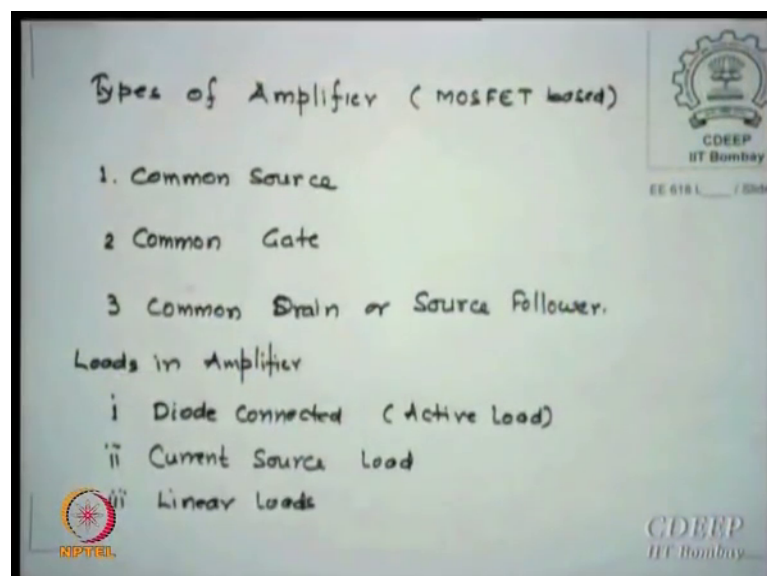 Types of Amplifier ( MOSFET based)
CDEEP
IIT Bombay
EE 618 L___ / Slide
1. Common Source
2 Common Gate
3 Common Drain or Source Follower.
Loads in Amplifier
i Diode Connected ( Active Load)
ii Current Source Load
iii Linear Loads
NPTEL
CDEEP
IIT Bombay